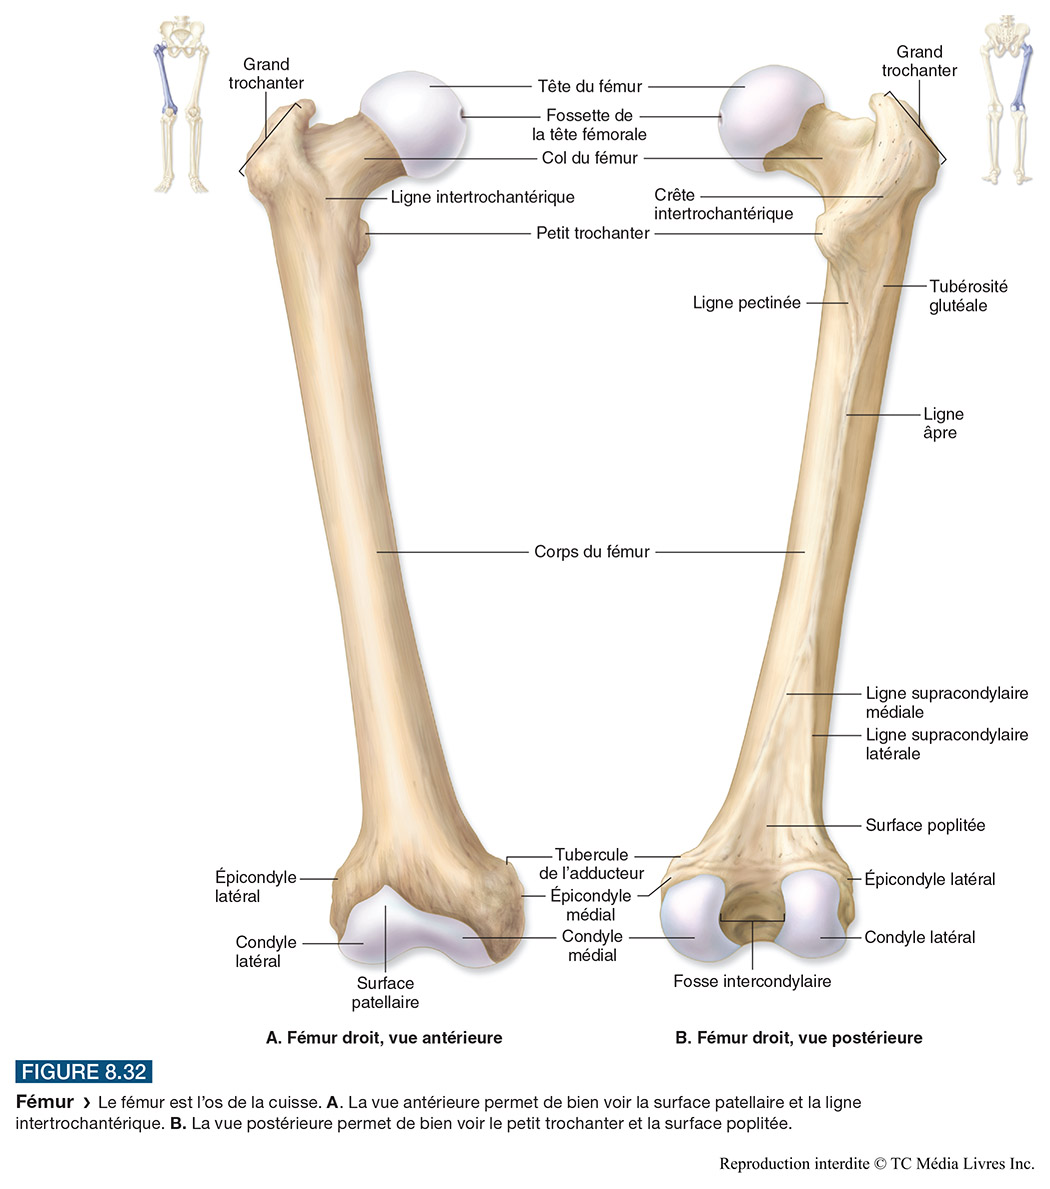 Grand
trochanter
Tête du fémur
Fossette de
la tête fémorale
Col du fémur
Ligne intertrochantérique
Petit trochanter
Grand
trochanter
Crête
intertrochantérique
Ligne pectinée
Tubérosité
glutéale
Ligne
âpre
Corps du fémur
Ligne supracondylaire
médiale
Ligne supracondylaire
latérale
Surface poplitée
Épicondyle
latéral
Tubercule
de l'adducteur
Épicondyle
médial
Condyle
médial
Condyle
latéral
Surface
patellaire
Épicondyle latéral
Condyle latéral
Fosse intercondylaire
A. Fémur droit, vue antérieure
B. Fémur droit, vue postérieure
FIGURE 8.32
Fémur › Le fémur est l'os de la cuisse. A. La vue antérieure permet de bien voir la surface patellaire et la ligne
intertrochantérique. B. La vue postérieure permet de bien voir le petit trochanter et la surface poplitée.
Reproduction interdite © TC Média Livres Inc.